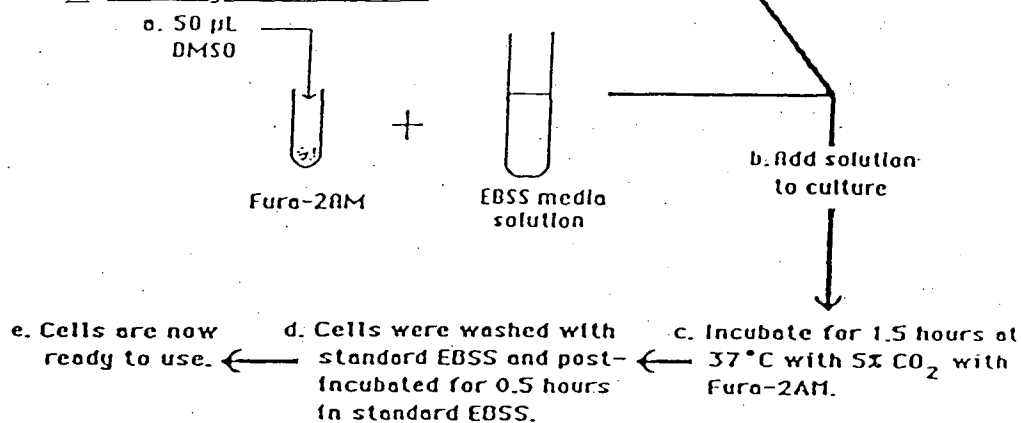 a. 50 µL
DMSO
+
Fura-2AM
EBSS media
solution
b. Add solution
to culture
c. Incubate for 1.5 hours at
37°C with 5% CO₂ with
Fura-2AM.
d. Cells were washed with
standard EBSS and post-
incubated for 0.5 hours
in standard EBSS.
e. Cells are now
ready to use.